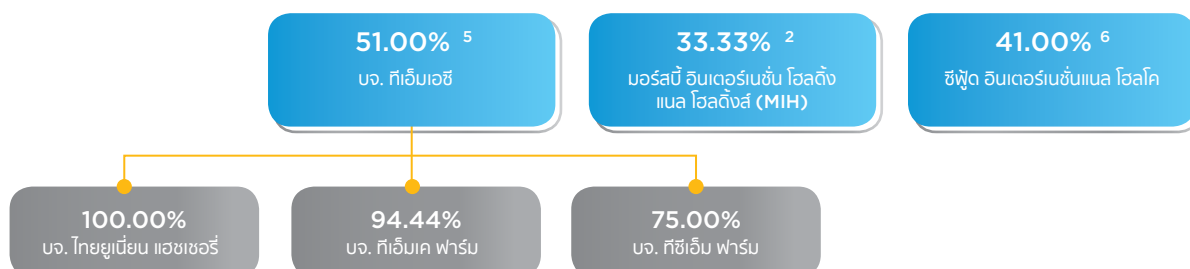 51.00% 5
บจ. ทีเอ็มเอซี
33.33% 2
มอร์สบี้ อินเตอร์เนชั่น โฮลดิ้ง
แนล โฮลดิ้งส์ (MIH)
41.00% 6
ซีฟู้ด อินเตอร์เนชั่นแนล โฮลโค
100.00%
บจ. ไทยยูเนี่ยน แฮชเชอรี่
94.44%
บจ. ทีเอ็มเค ฟาร์ม
75.00%
บจ. ทีซีเอ็ม ฟาร์ม